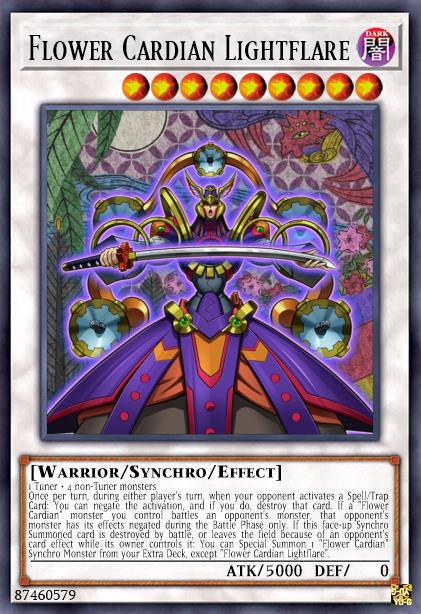 FLOWER CARDIAN LIGHTFLARE
DARK
闇
[WARRIOR/SYNCHRO/EFFECT]
1 Tuner + 4 non-Tuner monsters
Once per turn, during either player's turn, when your opponent activates a Spell/Trap
Card: You can negate the activation, and if you do, destroy that card. If a "Flower
Cardian" monster you control battles an opponent's monster, that opponent's
monster has its effects negated during the Battle Phase only. If this face-up Synchro
Summoned card is destroyed by battle, or leaves the field because of an opponent's
card effect while its owner controls it: You can Special Summon 1 "Flower Cardian"
Synchro Monster from your Extra Deck, except "Flower Cardian Lightflare".
ATK/5000 DEF/ 0
87460579